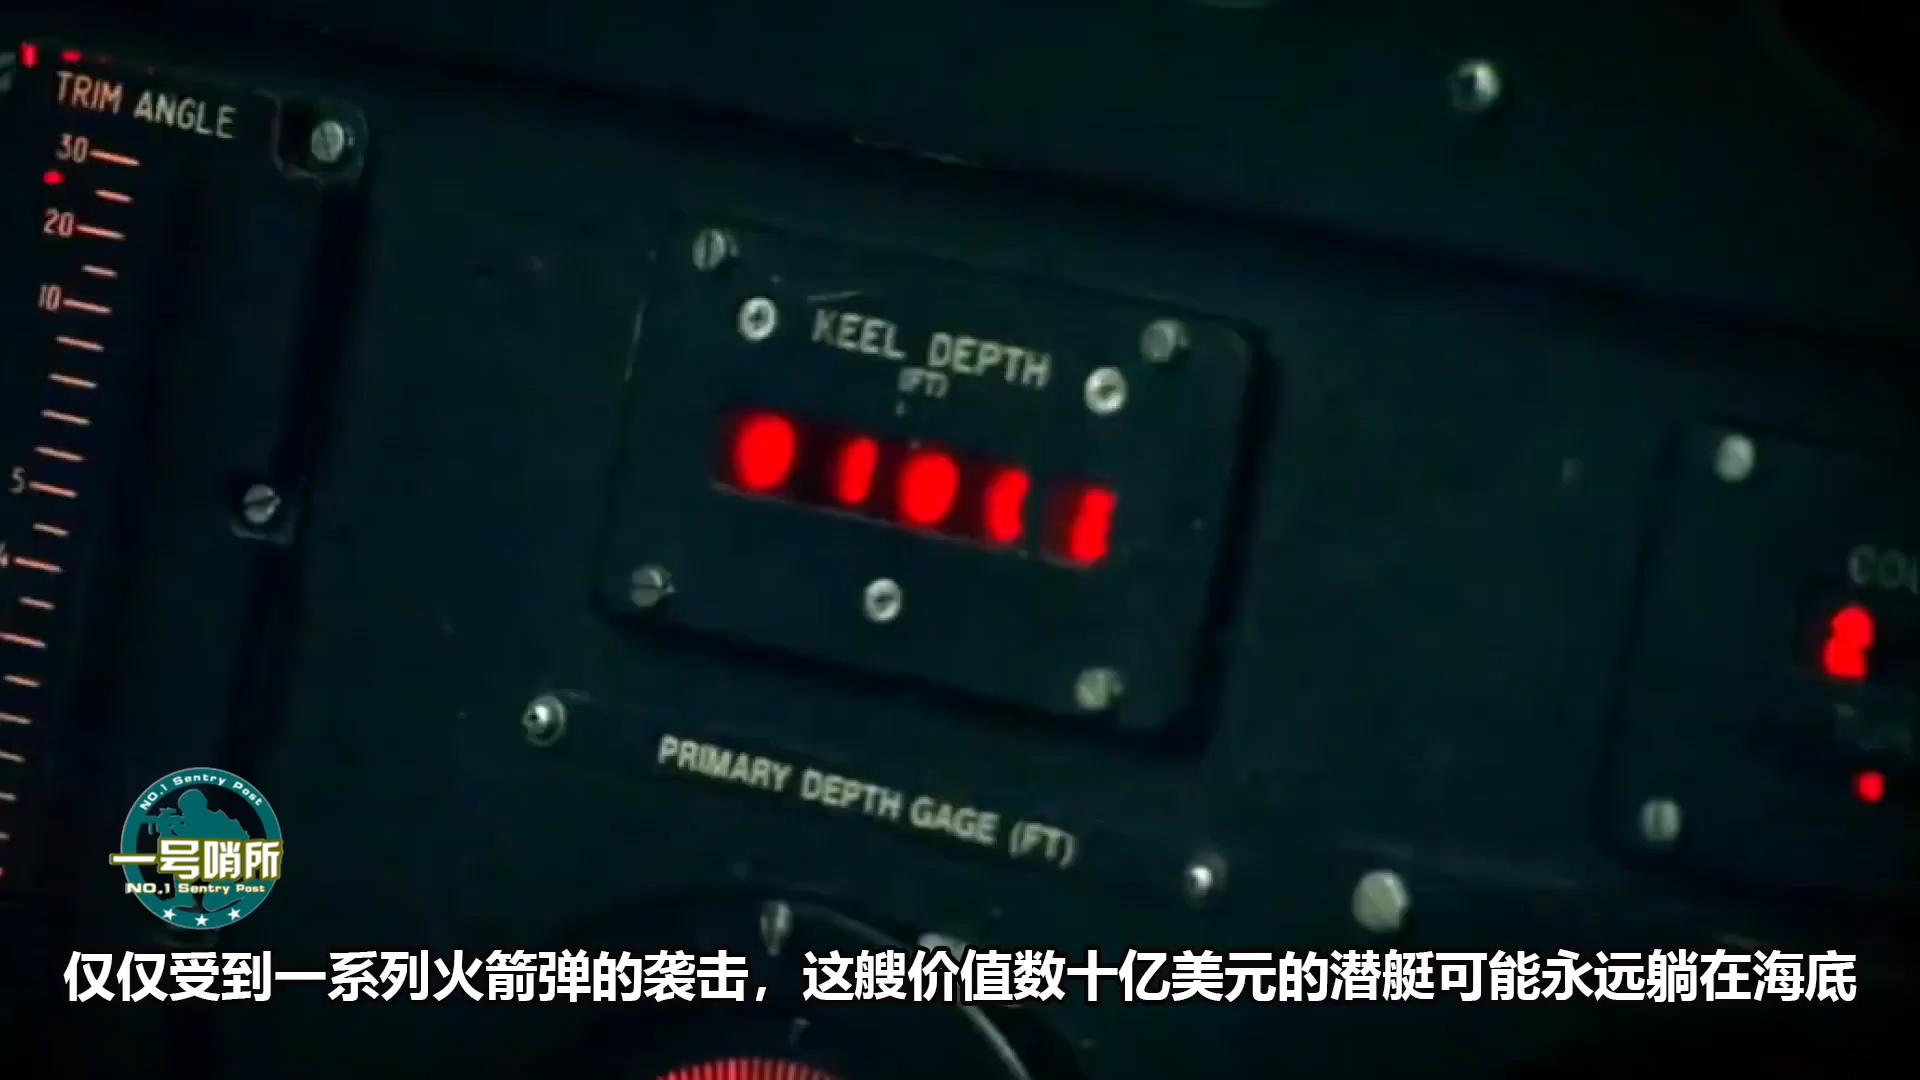 TRIM ANGLE
30
20
10
5
4
KEEL DEPTH
(FT)
PRIMARY DEPTH GAGE (FT)
NO.1 Sentry Post
一号哨所
NO.1 Sentry Post
仅仅受到一系列火箭弹的袭击，这艘价值数十亿美元的潜艇可能永远躺在海底